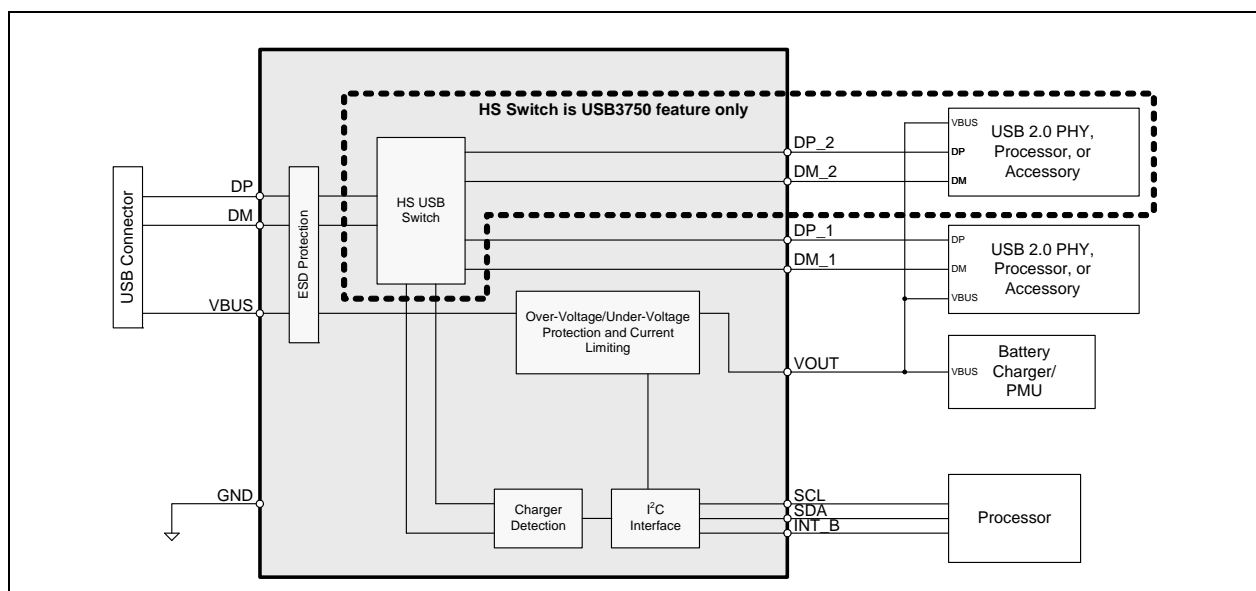 HS Switch is USB3750 feature only
USB Connector
DP
DM
VBUS
GND
ESD Protection
HS USB
Switch
Over-Voltage/Under-Voltage
Protection and Current
Limiting
Charger
Detection
I²C
Interface
DP_2
DM_2
DP_1
DM_1
VOUT
SCL
SDA
INT_B
VBUS
DP
DM
USB 2.0 PHY,
Processor, or
Accessory
DP
DM
VBUS
USB 2.0 PHY,
Processor, or
Accessory
VBUS
Battery
Charger/
PMU
Processor